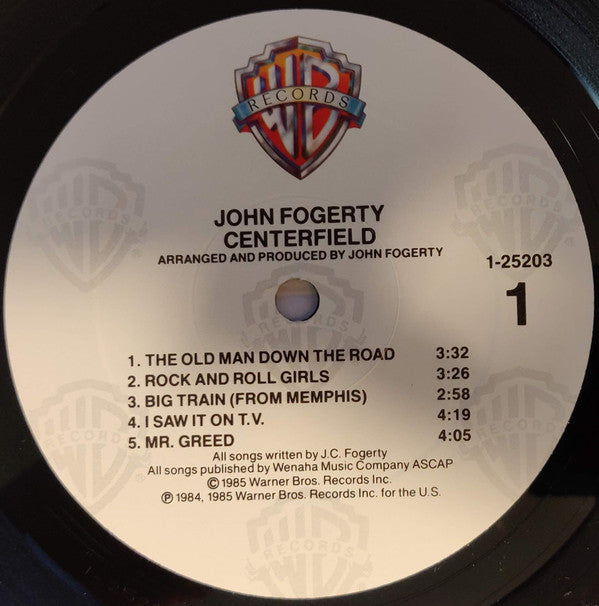 WB
RECORDS
JOHN FOGERTY
CENTERFIELD
ARRANGED AND PRODUCED BY JOHN FOGERTY
1-25203
1
1. THE OLD MAN DOWN THE ROAD 3:32
2. ROCK AND ROLL GIRLS 3:26
3. BIG TRAIN (FROM MEMPHIS) 2:58
4. I SAW IT ON T.V. 4:19
5. MR. GREED 4:05
All songs written by J.C. Fogerty
All songs published by Wenaha Music Company ASCAP
©1985 Warner Bros. Records Inc.
℗ 1984, 1985 Warner Bros. Records Inc. for the U.S.